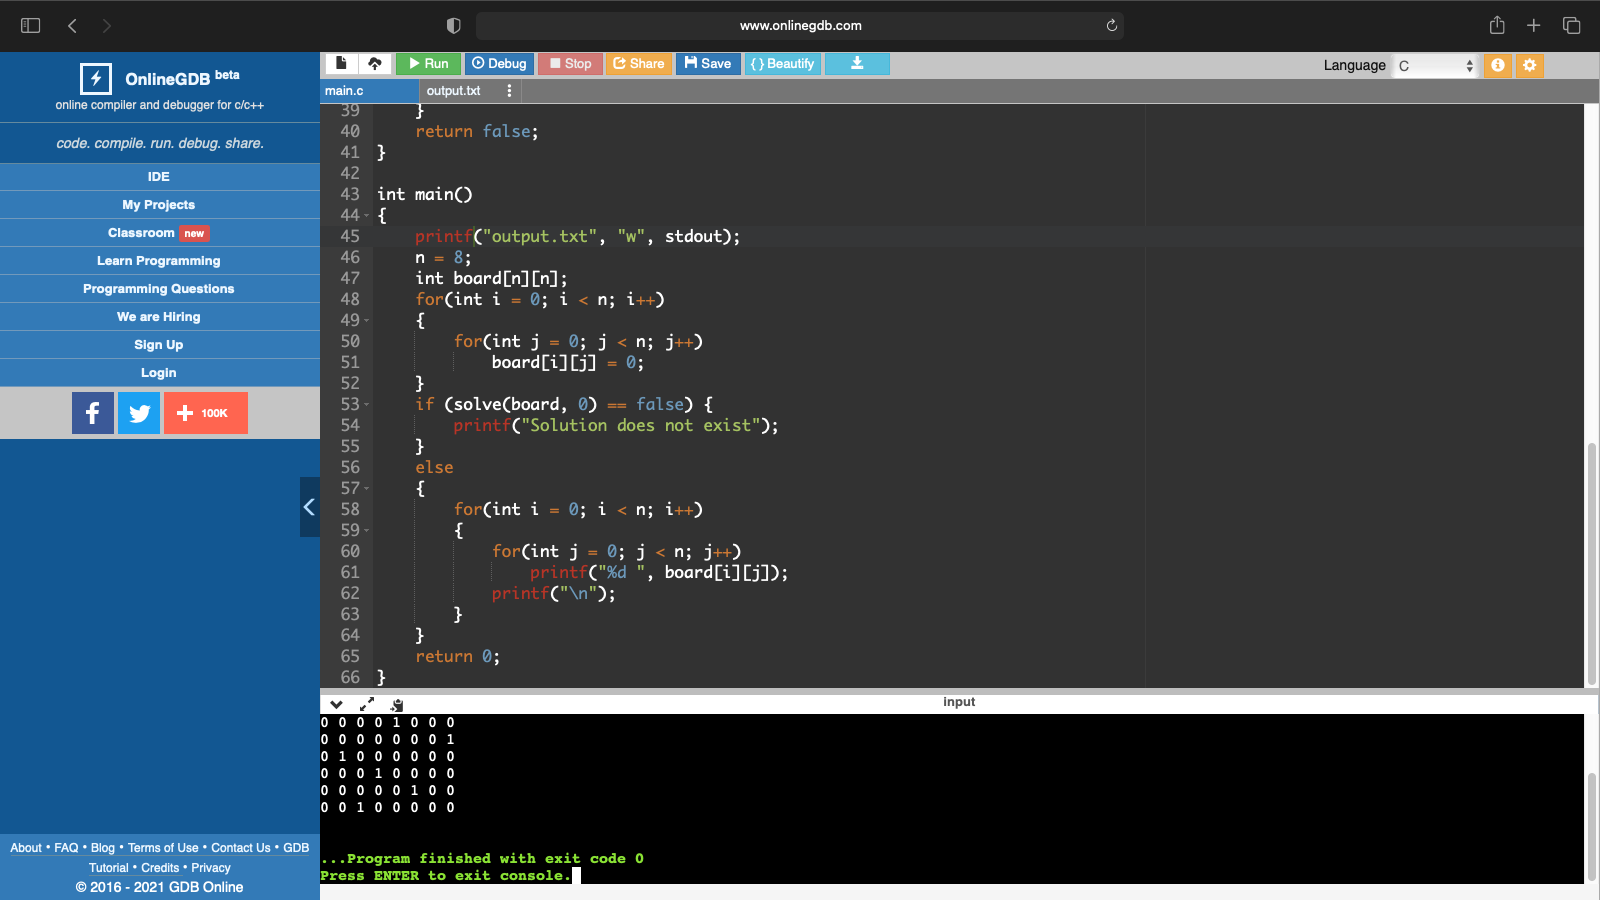 www.onlinegdb.com
OnlineGDB beta
online compiler and debugger for c/c++
code. compile. run. debug. share.
IDE
My Projects
Classroom new
Learn Programming
Programming Questions
We are Hiring
Sign Up
Login
f
+ 100K
About • FAQ • Blog • Terms of Use • Contact Us • GDB
Tutorial • Credits • Privacy
© 2016 - 2021 GDB Online
Run Debug Stop Share Save {} Beautify
Language C
main.c output.txt
39 }
40 return false;
41 }
42
43 int main()
44 {
45 printf("output.txt", "w", stdout);
46 n = 8;
47 int board[n][n];
48 for(int i = 0; i < n; i++)
49 {
50 for(int j = 0; j < n; j++)
51 board[i][j] = 0;
52 }
53 if (solve(board, 0) == false) {
54 printf("Solution does not exist");
55 }
56 else
57 {
58 for(int i = 0; i < n; i++)
59 {
60 for(int j = 0; j < n; j++)
61 printf("%d ", board[i][j]);
62 printf("\n");
63 }
64 }
65 return 0;
66 }
input
0 0 0 0 1 0 0 0
0 0 0 0 0 0 0 1
0 1 0 0 0 0 0 0
0 0 0 1 0 0 0 0
0 0 0 0 0 1 0 0
0 0 1 0 0 0 0 0
...Program finished with exit code 0
Press ENTER to exit console.